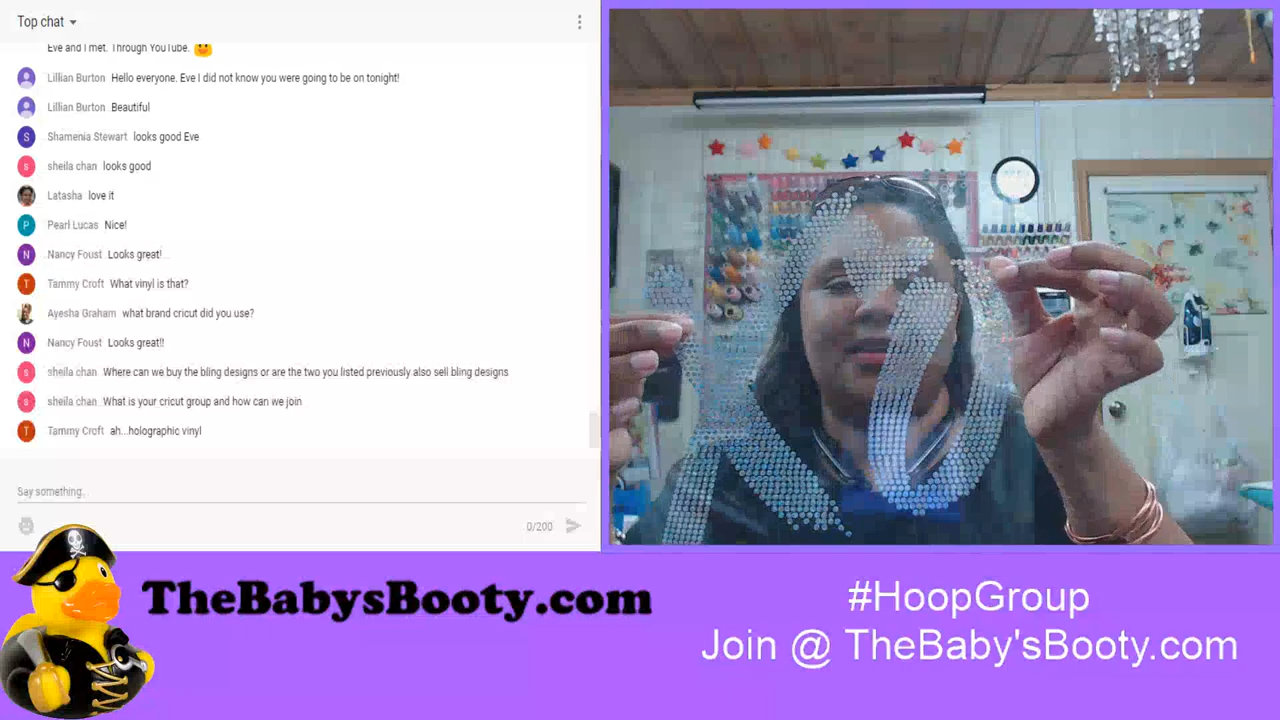 Top chat
Eve and I met. Through YouTube.
Lillian Burton Hello everyone. Eve I did not know you were going to be on tonight!
Lillian Burton Beautiful
S Shamenia Stewart looks good Eve
s sheila chan looks good
Latasha love it
P Pearl Lucas Nice!
N Nancy Foust Looks great!
T Tammy Croft What vinyl is that?
Ayesha Graham what brand cricut did you use?
N Nancy Foust Looks great!!
s sheila chan Where can we buy the bling designs or are the two you listed previously also sell bling designs
s sheila chan What is your cricut group and how can we join
T Tammy Croft ah...holographic vinyl
Say something.
0/200
TheBabysBooty.com
#HoopGroup
Join @ TheBaby'sBooty.com